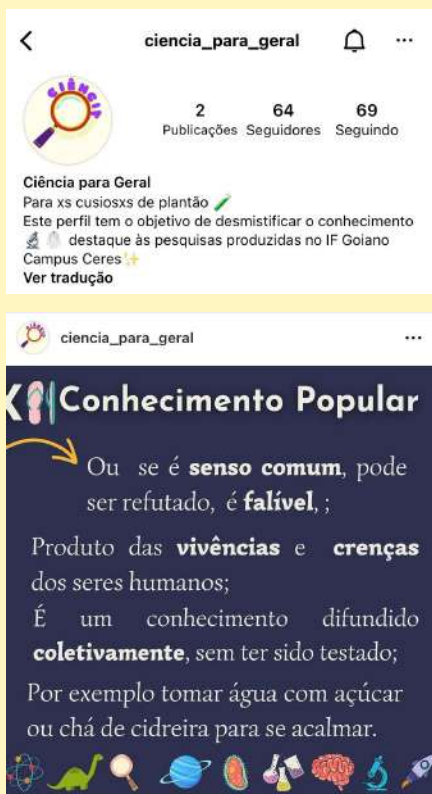 ciencia_para_geral
CIÊNCIA
2 64 69
Publicações Seguidores Seguindo
Ciência para Geral
Para xs cusiosxs de plantão
Este perfil tem o objetivo de desmistificar o conhecimento
destaque às pesquisas produzidas no IF Goiano
Campus Ceres
Ver tradução
ciencia_para_geral
X
Conhecimento Popular
Ou se é senso comum, pode
ser refutado, é falível, ;
Produto das vivências e crenças
dos seres humanos;
É um conhecimento difundido
coletivamente, sem ter sido testado;
Por exemplo tomar água com açúcar
ou chá de cidreira para se acalmar.